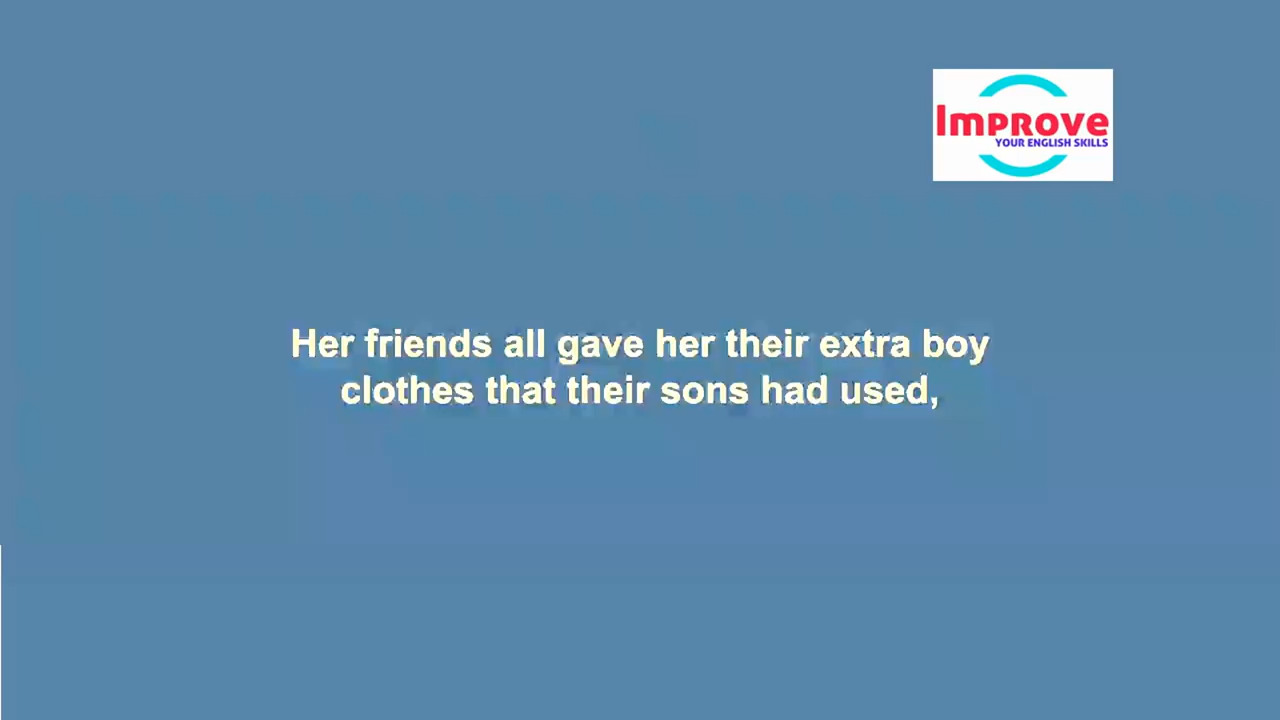 Improve
YOUR ENGLISH SKILLS
Her friends all gave her their extra boy
clothes that their sons had used,